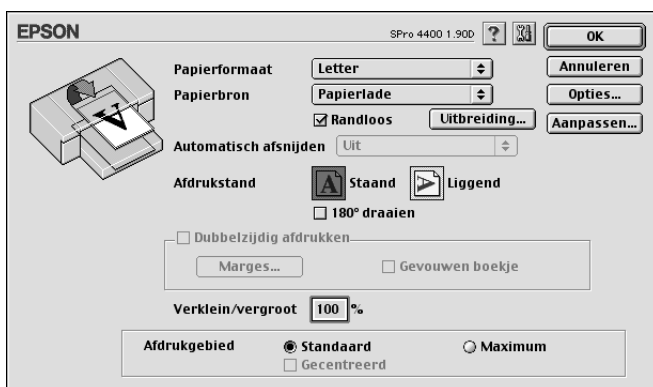 EPSON SPro 4400 1.90D ? OK
Papierformaat Letter Annuleren
Papierbron Papierlade Opties...
Randloos Uitbreiding... Aanpassen...
Automatisch afsnijden Uit
Afdrukstand A Staand A Liggend
180° draaien
Dubbelzijdig afdrukken
Marges... Gevouwen boekje
Verklein/vergroot 100 %
Afdrukgebied Standaard Maximum
Gecentreerd